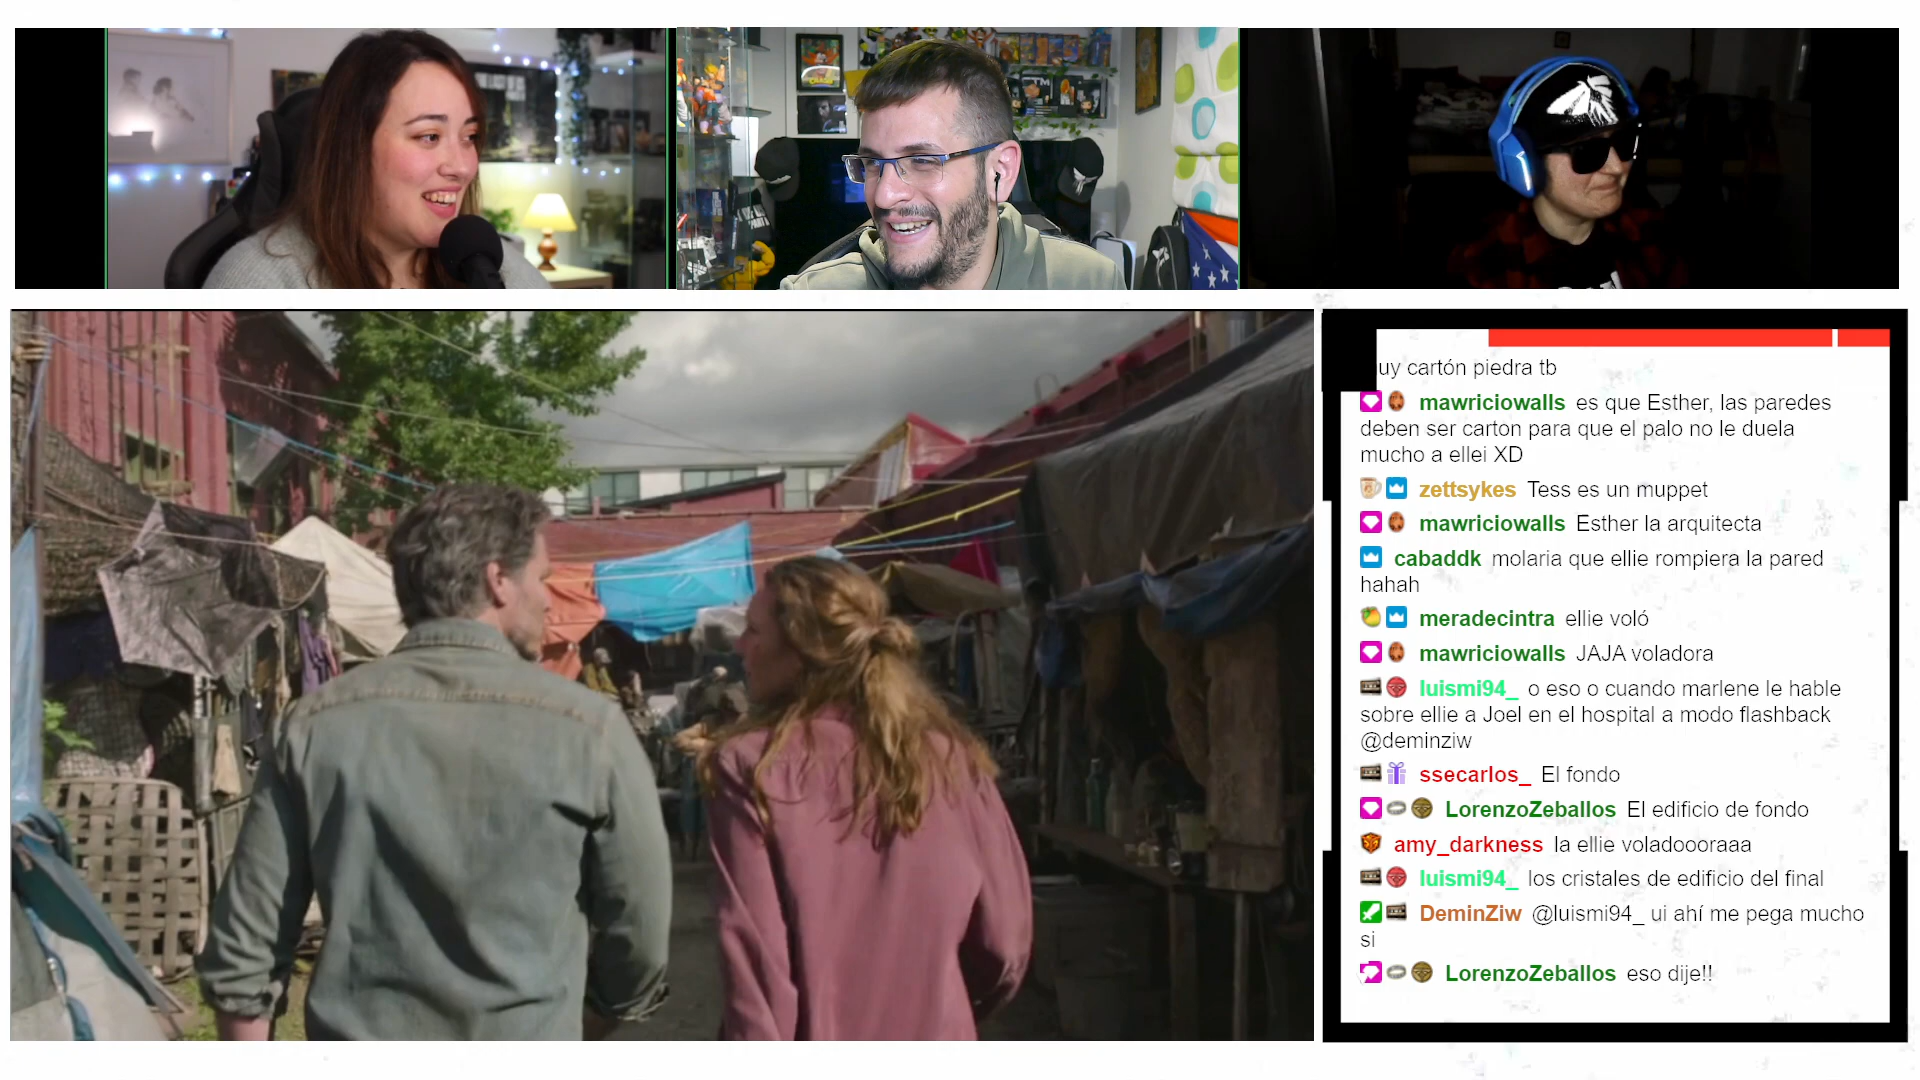 uy cartón piedra tb
mawriciowalls es que Esther, las paredes
deben ser carton para que el palo no le duela
mucho a ellei XD
zettsykes Tess es un muppet
mawriciowalls Esther la arquitecta
cabaddk molaria que ellie rompiera la pared
hahah
meradecintra ellie voló
mawriciowalls JAJA voladora
luismi94_ o eso o cuando marlene le hable
sobre ellie a Joel en el hospital a modo flashback
@deminziw
ssecarlos_ El fondo
LorenzoZeballos El edificio de fondo
amy_darkness la ellie voladoooraaa
luismi94_ los cristales de edificio del final
DeminZiw @luismi94_ ui ahí me pega mucho
si
LorenzoZeballos eso dije!!